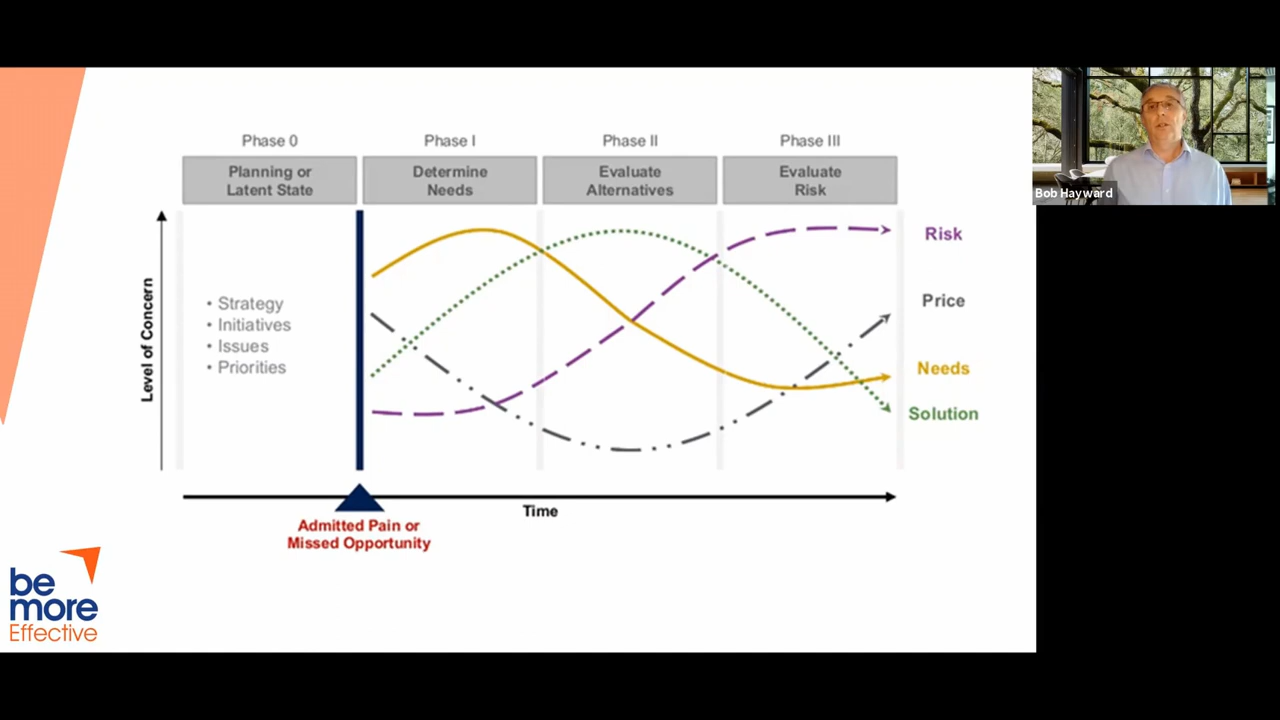 Phase 0
Phase I
Phase II
Phase III
Planning or
Latent State
Determine
Needs
Evaluate
Alternatives
Evaluate
Risk
Level of Concern
• Strategy
• Initiatives
• Issues
• Priorities
Risk
Price
Needs
Solution
Time
Admitted Pain or
Missed Opportunity
be
more
Effective
Bob Hayward